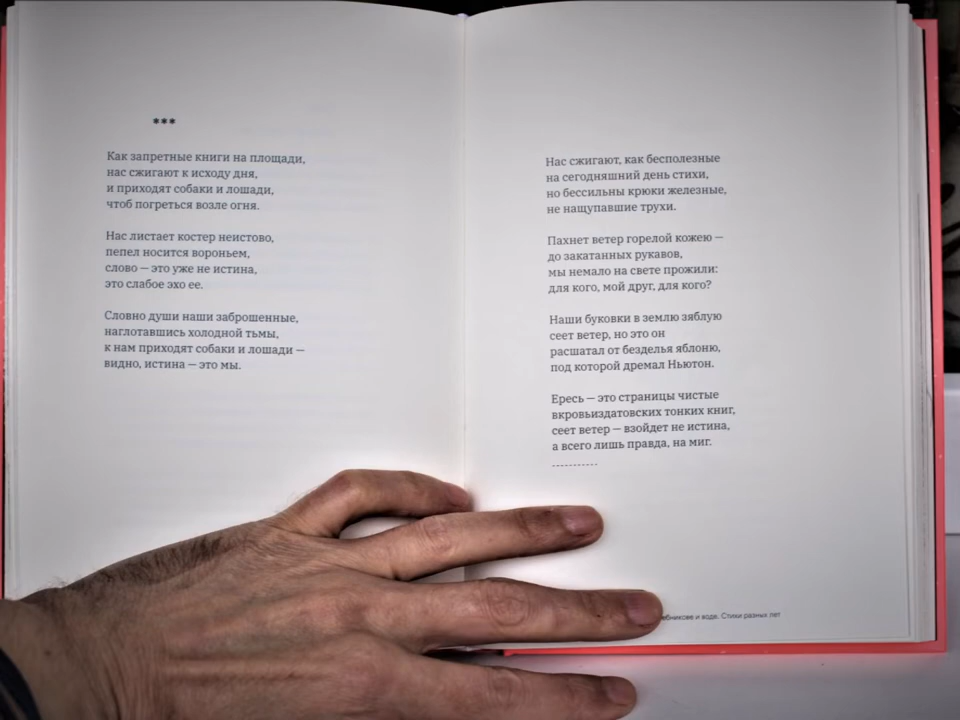 ***
Как запретные книги на площади,
нас сжигают к исходу дня,
и приходят собаки и лошади,
чтоб погреться возле огня.
Нас листает костер неистово,
пепел носится вороньем,
слово — это уже не истина,
это слабое эхо ее.
Словно души наши заброшенные,
наглотавшись холодной тьмы,
к нам приходят собаки и лошади —
видно, истина — это мы.
Нас сжигают, как бесполезные
на сегодняшний день стихи,
но бессильны крюки железные,
не нащупавшие трухи.
Пахнет ветер горелой кожею —
до закатанных рукавов,
мы немало на свете прожили:
для кого, мой друг, для кого?
Наши буковки в землю зяблую
сеет ветер, но это он
расшатал от безделья яблоню,
под которой дремал Ньютон.
Ересь — это страницы чистые
вкровьиздатовских тонких книг,
сеет ветер — взойдет не истина,
а всего лишь правда, на миг.
-----------
и воде. Стихи разных лет